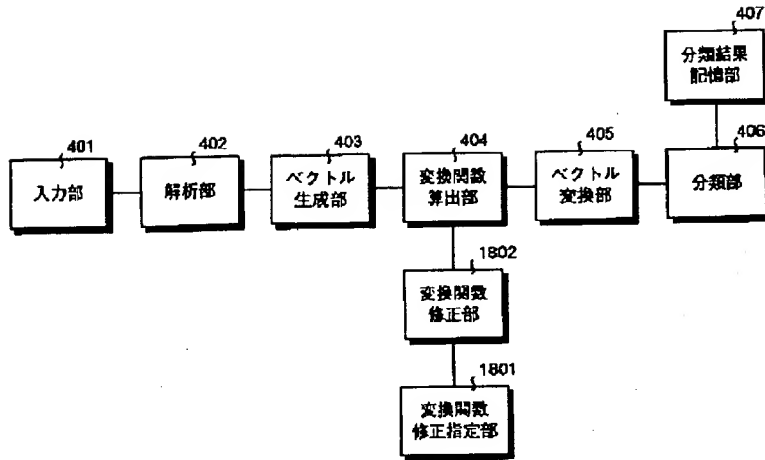 407
分類結果
記憶部
401
402
403
404
405
406
入力部
解析部
ベクトル
生成部
変換関数
算出部
ベクトル
変換部
分類部
1802
変換関数
修正部
1801
変換関数
修正指定部